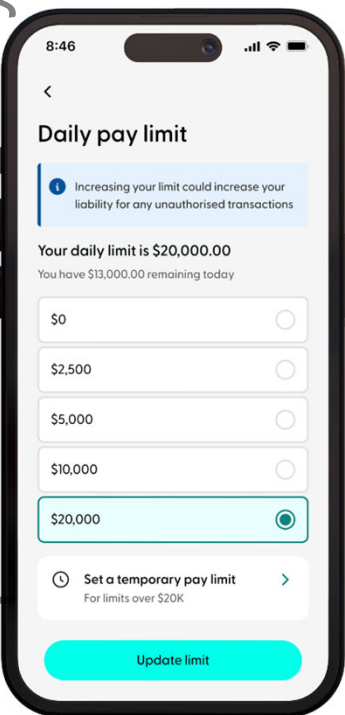 8:46
Daily pay limit
Increasing your limit could increase your
liability for any unauthorised transactions
Your daily limit is $20,000.00
You have $13,000.00 remaining today
$0
$2,500
$5,000
$10,000
$20,000
Set a temporary pay limit
For limits over $20K
Update limit